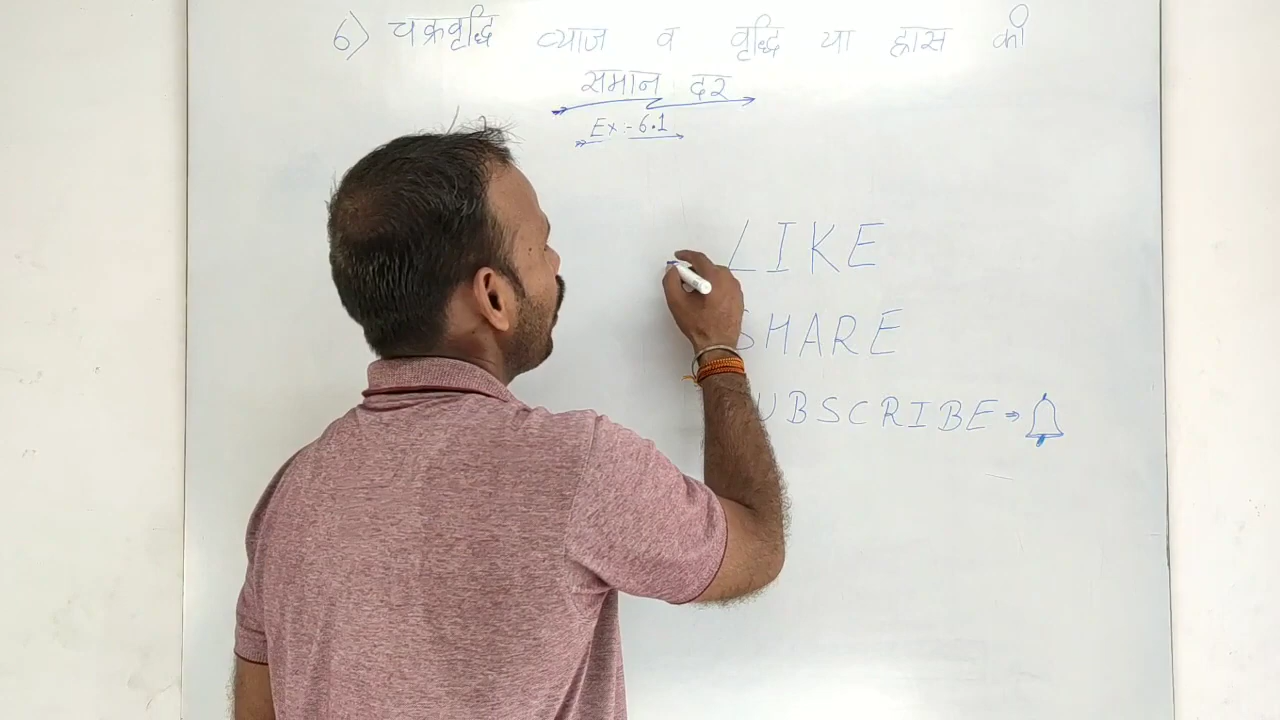 6) चक्रवृद्धि ब्याज व वृद्धि या ह्रास की
समान दर
Ex:- 6.1
LIKE
SHARE
SUBSCRIBE ➾